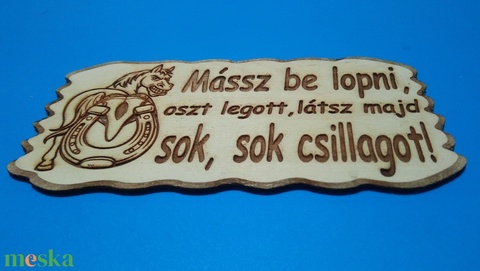 Mássz be lopni,
oszt legott,látsz majd
sok, sok csillagot!
meska